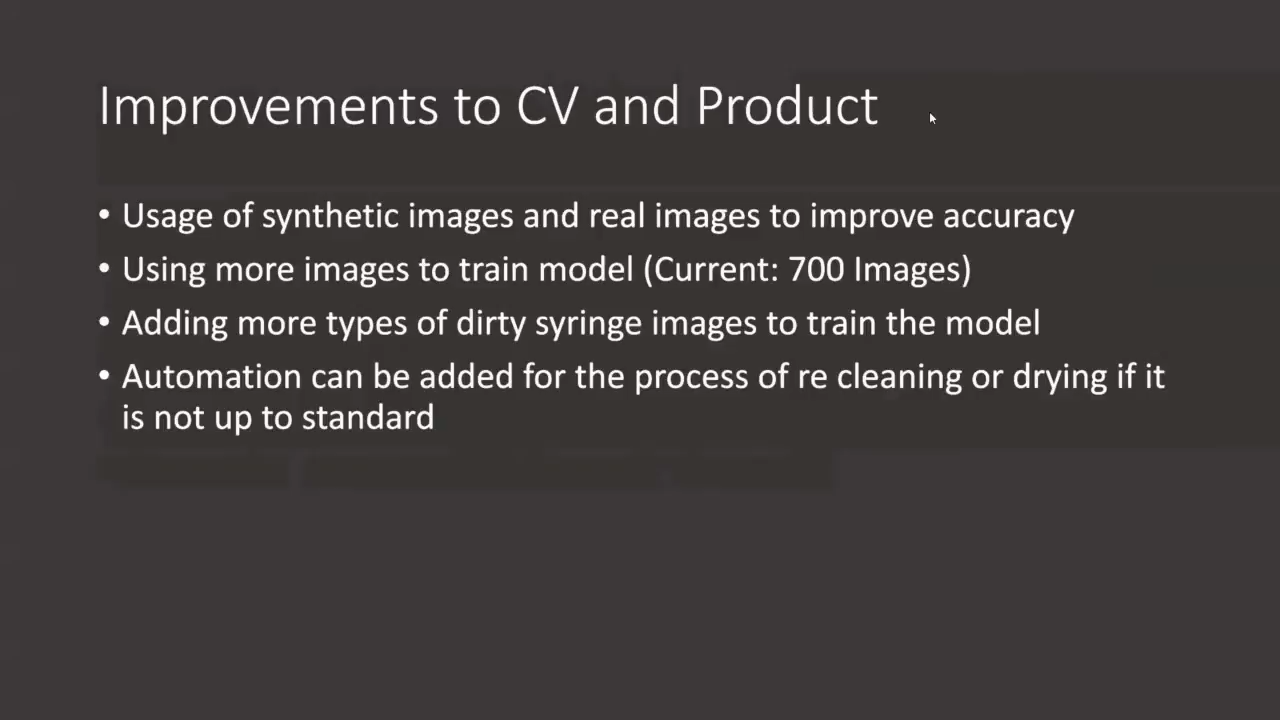 Improvements to CV and Product
• Usage of synthetic images and real images to improve accuracy
• Using more images to train model (Current: 700 Images)
• Adding more types of dirty syringe images to train the model
• Automation can be added for the process of re cleaning or drying if it
is not up to standard